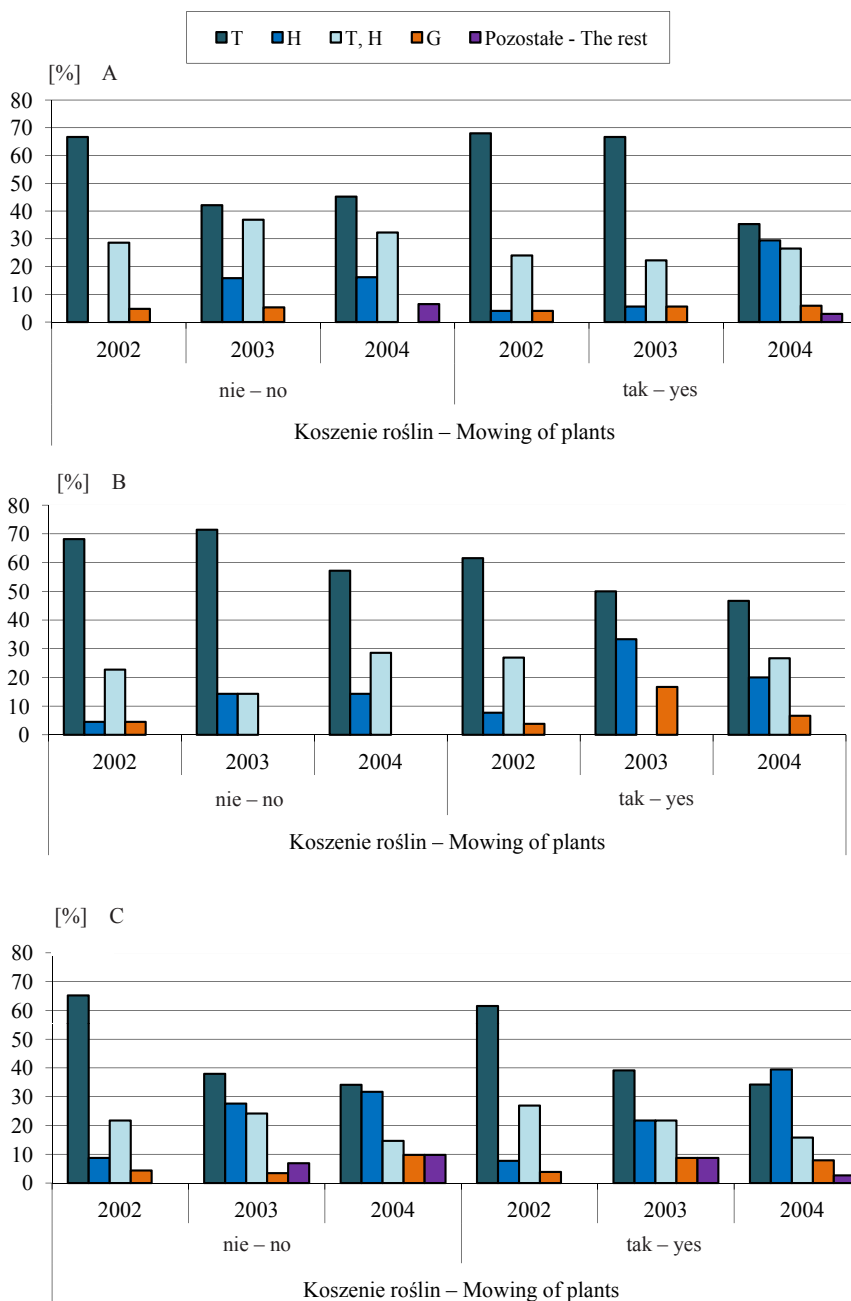 T H T, H G Pozostałe - The rest
[%] A
80
70
60
50
40
30
20
10
0
2002 2003 2004 2002 2003 2004
nie – no tak – yes
Koszenie roślin – Mowing of plants
[%] B
80
70
60
50
40
30
20
10
0
2002 2003 2004 2002 2003 2004
nie – no tak – yes
Koszenie roślin – Mowing of plants
[%] C
80
70
60
50
40
30
20
10
0
2002 2003 2004 2002 2003 2004
nie – no tak – yes
Koszenie roślin – Mowing of plants